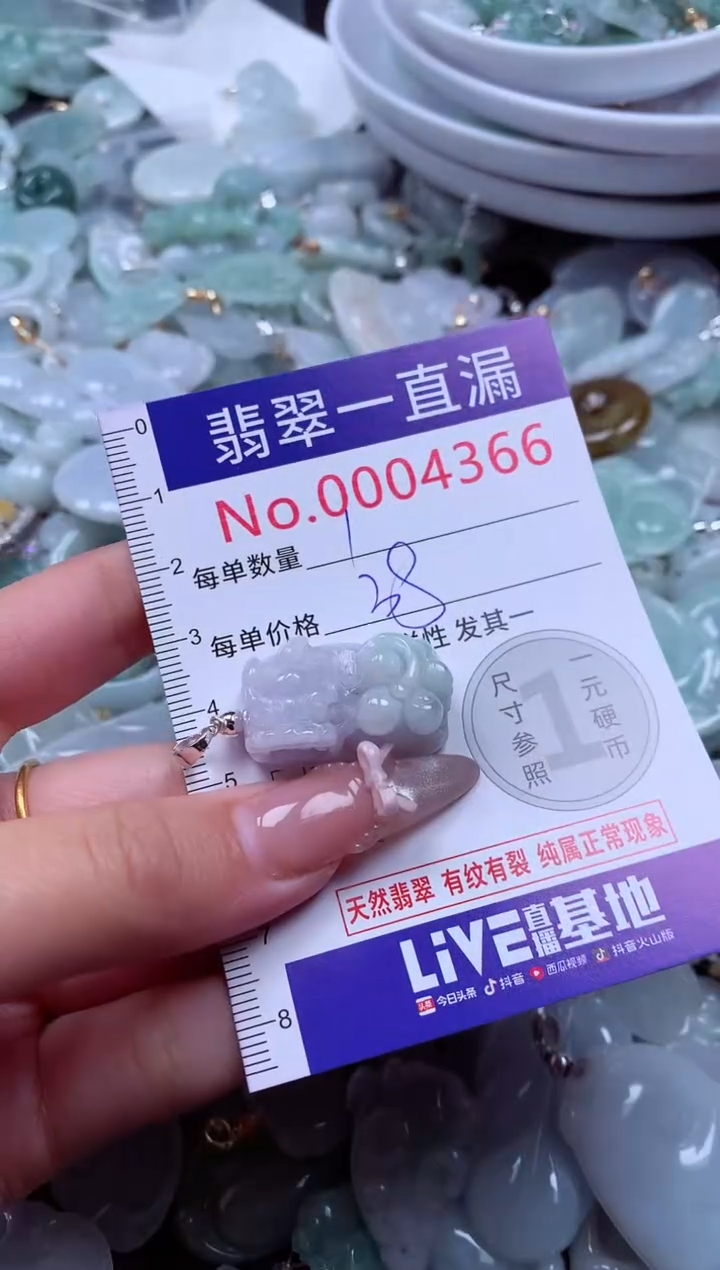 翡翠一直漏
No.0004366
每单数量 1
每单价格 38
性 发其一
尺寸参照
1
一元硬币
天然翡翠 有纹有裂 纯属正常现象
LiVE直播基地
头条 今日头条 抖音 西瓜视频 抖音火山版
0
1
2
3
4
5
7
8